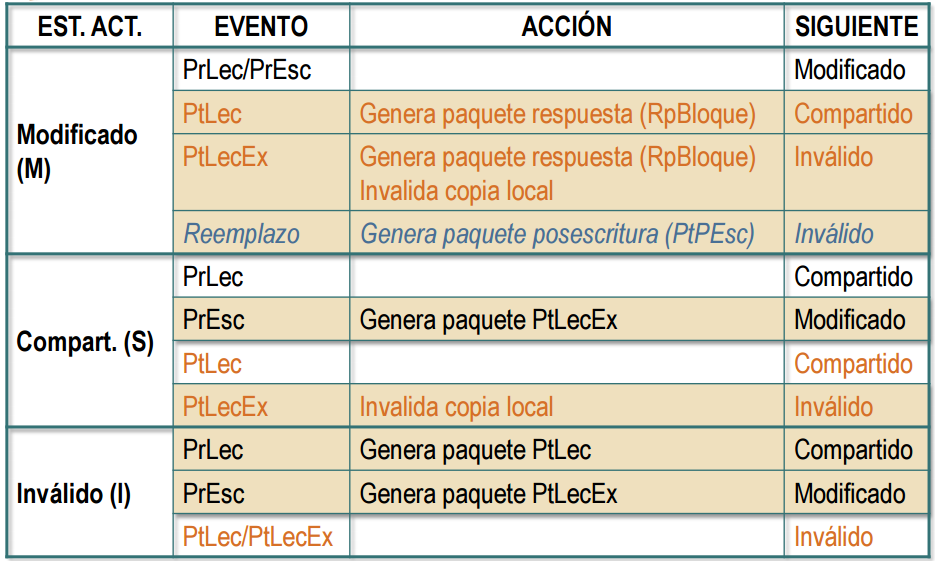 EST. ACT. EVENTO ACCIÓN SIGUIENTE
Modificado (M)
PrLec/PrEsc Modificado
PtLec Genera paquete respuesta (RpBloque) Compartido
PtLecEx Genera paquete respuesta (RpBloque) Inválido
Invalida copia local
Reemplazo Genera paquete posescritura (PtPEsc) Inválido
Compart. (S)
PrLec Compartido
PrEsc Genera paquete PtLecEx Modificado
PtLec Compartido
PtLecEx Invalida copia local Inválido
Inválido (I)
PrLec Genera paquete PtLec Compartido
PrEsc Genera paquete PtLecEx Modificado
PtLec/PtLecEx Inválido